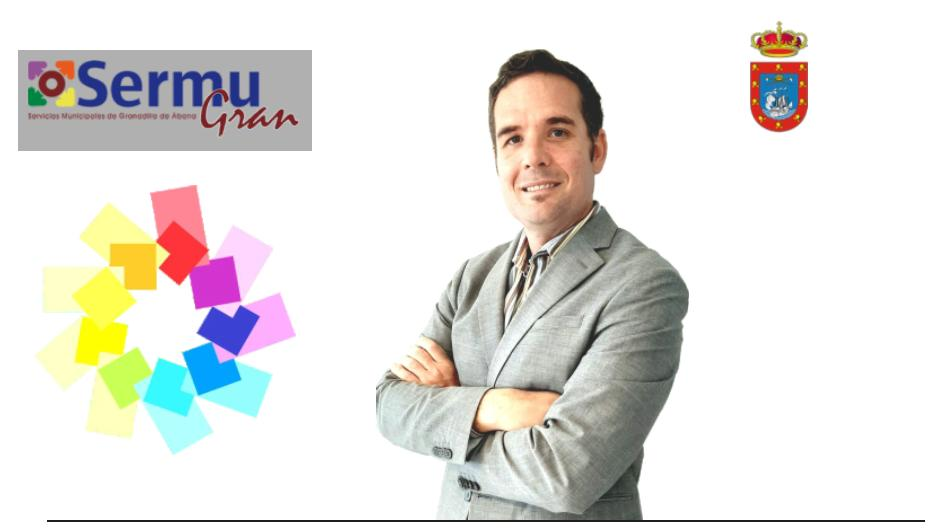 Sermu
Gran
Servicios Municipales de Granadilla de Abona